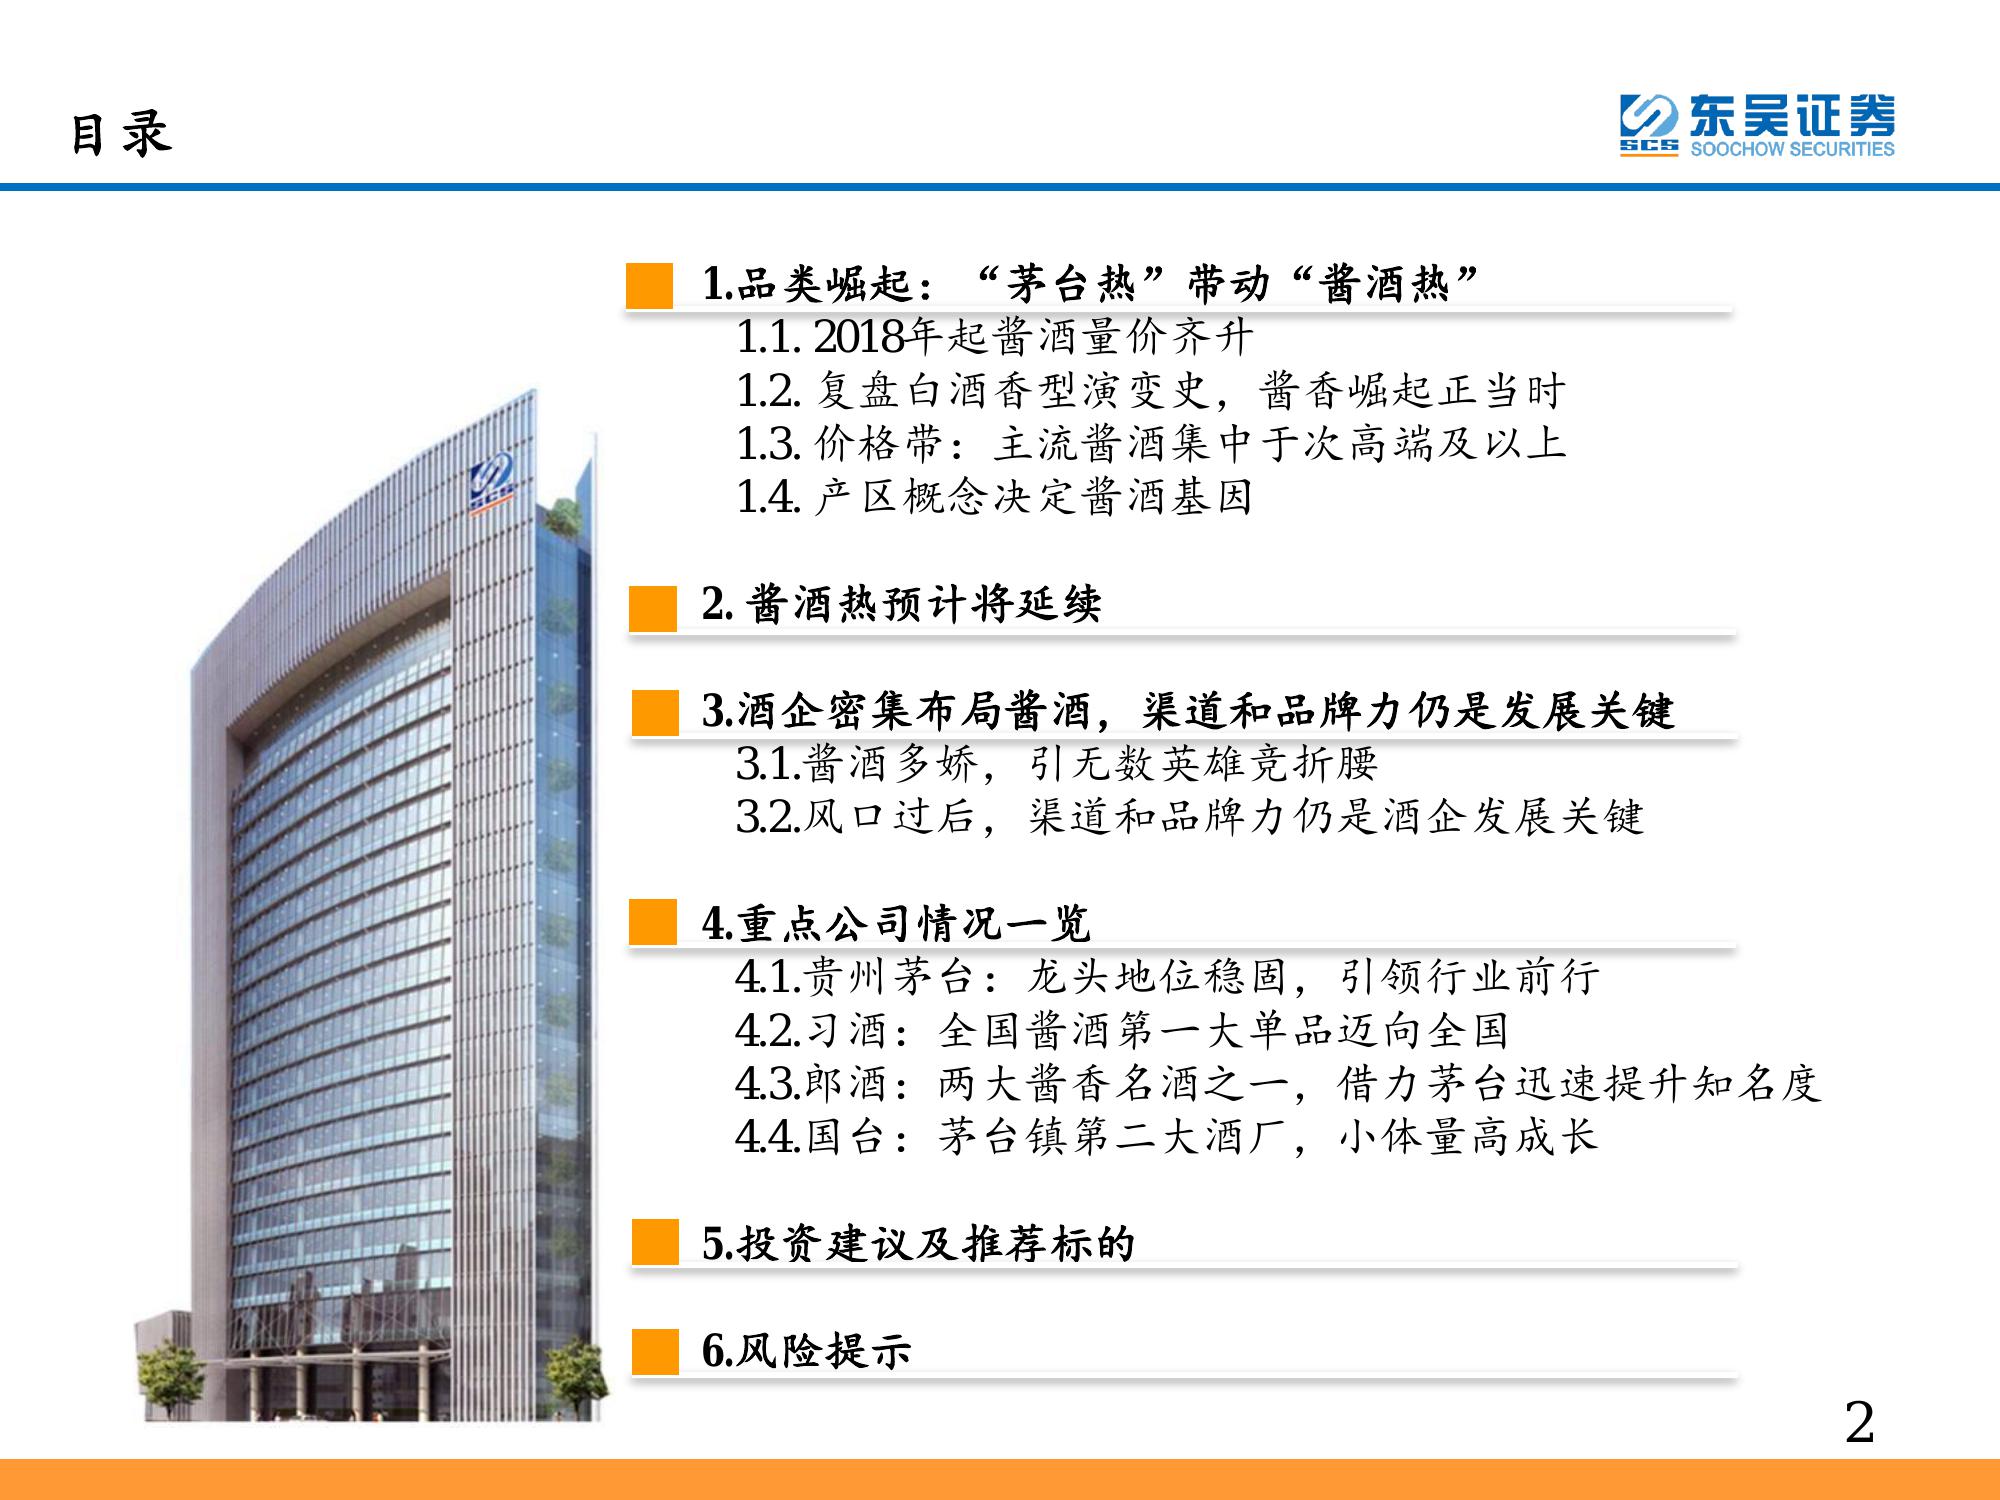 目录
东吴证券
SCS
SOOCHOW SECURITIES
1.品类崛起：“茅台热”带动“酱酒热”
1.1. 2018年起酱酒量价齐升
1.2. 复盘白酒香型演变史，酱香崛起正当时
1.3. 价格带：主流酱酒集中于次高端及以上
1.4. 产区概念决定酱酒基因
SCS
2. 酱酒热预计将延续
3.酒企密集布局酱酒，渠道和品牌力仍是发展关键
3.1.酱酒多娇，引无数英雄竞折腰
3.2.风口过后，渠道和品牌力仍是酒企发展关键
4.重点公司情况一览
4.1.贵州茅台：龙头地位稳固，引领行业前行
4.2.习酒：全国酱酒第一大单品迈向全国
4.3.郎酒：两大酱香名酒之一，借力茅台迅速提升知名度
4.4.国台：茅台镇第二大酒厂，小体量高成长
5.投资建议及推荐标的
6.风险提示
2